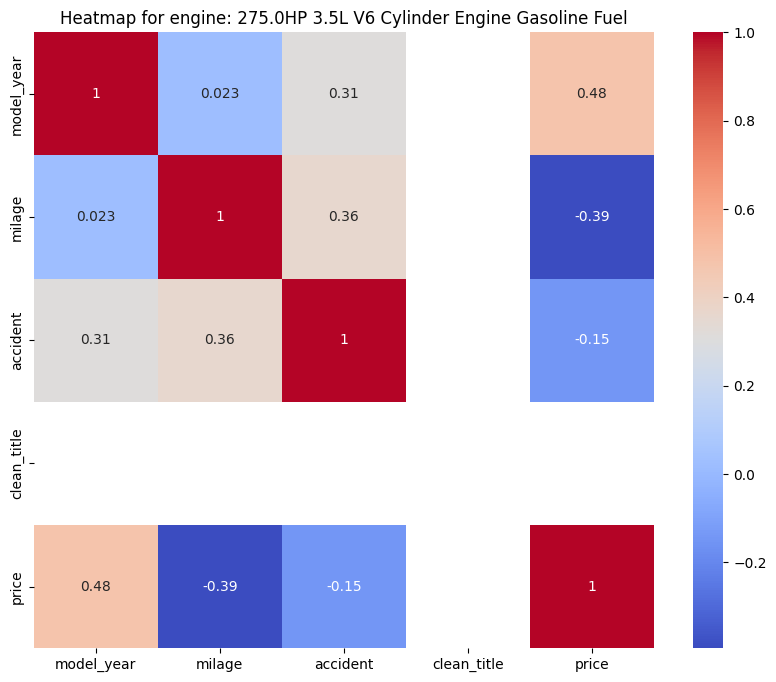 Heatmap for engine: 275.0HP 3.5L V6 Cylinder Engine Gasoline Fuel
model_year 1 0.023 0.31 0.48
milage 0.023 1 0.36 -0.39
accident 0.31 0.36 1 -0.15
clean_title
price 0.48 -0.39 -0.15 1
model_year milage accident clean_title price
1.0
0.8
0.6
0.4
0.2
0.0
−0.2